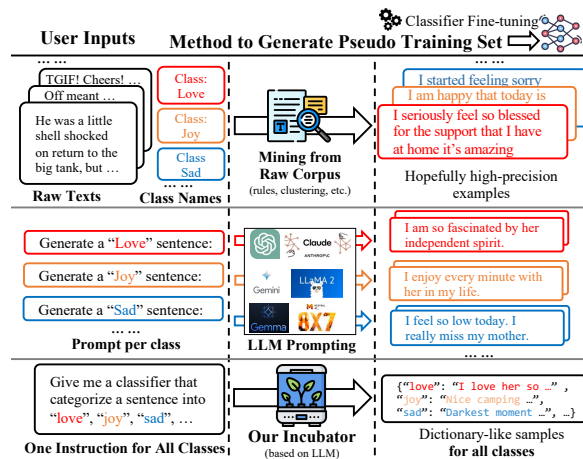 User Inputs
Method to Generate Pseudo Training Set
Classifier Fine-tuning
... ...
TGIF! Cheers! ...
Off meant ...
He was a little
shell shocked
on return to the
big tank, but ...
Raw Texts
Class:
Love
Class:
Joy
Class
Sad
... ...
Class Names
T
Mining from
Raw Corpus
(rules, clustering, etc.)
... ...
I started feeling sorry
I am happy that today is
I seriously feel so blessed
for the support that I have
at home it's amazing
Hopefully high-precision
examples
Generate a "Love" sentence:
Generate a "Joy" sentence:
Generate a "Sad" sentence:
... ...
Prompt per class
Claude
ANTHROPIC
Gemini
LLaMA 2
Gemma
8X7
LLM Prompting
I am so fascinated by her
independent spirit.
I enjoy every minute with
her in my life.
I feel so low today. I
really miss my mother.
... ...
Give me a classifier that
categorize a sentence into
"love", "joy", "sad", ...
One Instruction for All Classes
Our Incubator
(based on LLM)
{"love": "I love her so …" ,
"joy": "Nice camping …",
"sad": "Darkest moment …", …}
Dictionary-like samples
for all classes